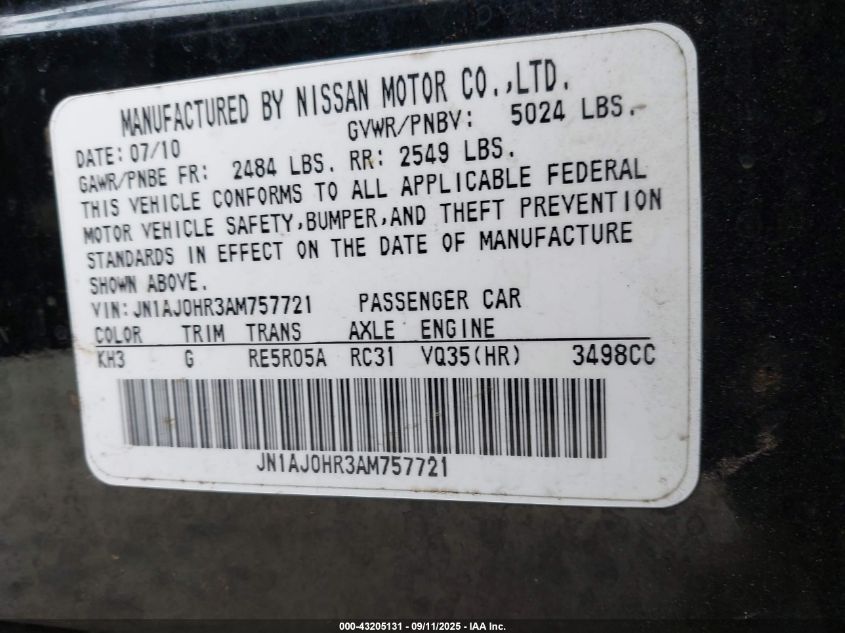 MANUFACTURED BY NISSAN MOTOR CO.,LTD.
DATE: 07/10 GVWR/PNBV: 5024 LBS.
GAWR/PNBE FR: 2484 LBS. RR: 2549 LBS.
THIS VEHICLE CONFORMS TO ALL APPLICABLE FEDERAL
MOTOR VEHICLE SAFETY,BUMPER,AND THEFT PREVENTION
STANDARDS IN EFFECT ON THE DATE OF MANUFACTURE
SHOWN ABOVE.
VIN: JN1AJ0HR3AM757721 PASSENGER CAR
COLOR TRIM TRANS AXLE ENGINE
KH3 G RE5R05A RC31 VQ35(HR) 3498CC
JN1AJ0HR3AM757721
000-43205131 - 09/11/2025 - IAA Inc.